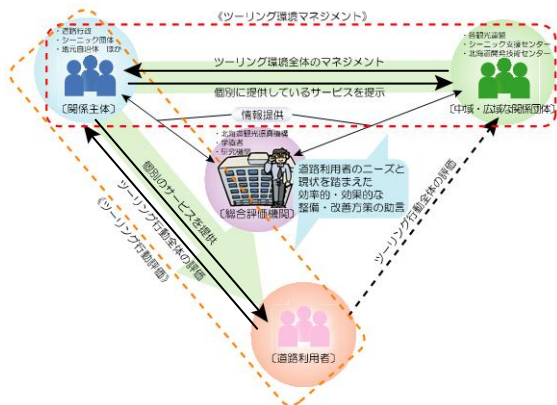 《ツーリング環境マネジメント》
・道路行政
・シーニック団体
・地元自治体 ほか
〔関係主体〕
ツーリング環境全体のマネジメント
個別に提供しているサービスを提示
情報提供
・各観光連盟
・シーニック支援センター
・北海道開発技術センター
〔中域・広域な関係団体〕
・北海道観光振興機構
・学識者
・研究機関
〔総合評価機関〕
道路利用者のニーズと
現状を踏まえた
効率的・効果的な
整備・改善方策の助言
個別のサービスを提供
ツーリング行動全体の評価
《ツーリング行動評価》
ツーリング行動全体の評価
〔道路利用者〕